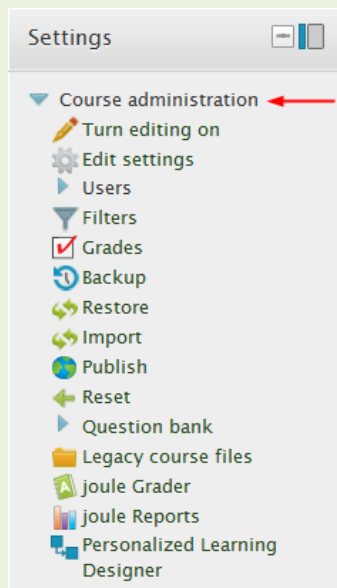 Settings
Course administration
Turn editing on
Edit settings
Users
Filters
Grades
Backup
Restore
Import
Publish
Reset
Question bank
Legacy course files
joule Grader
joule Reports
Personalized Learning
Designer